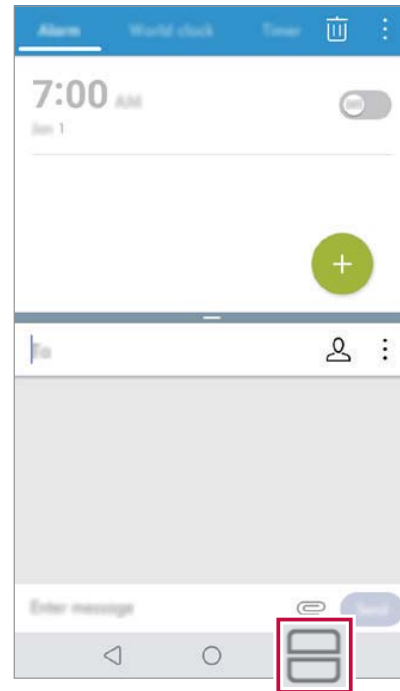 Alarm World clock Timer
7:00 AM
Jan 1
To
Enter message Send